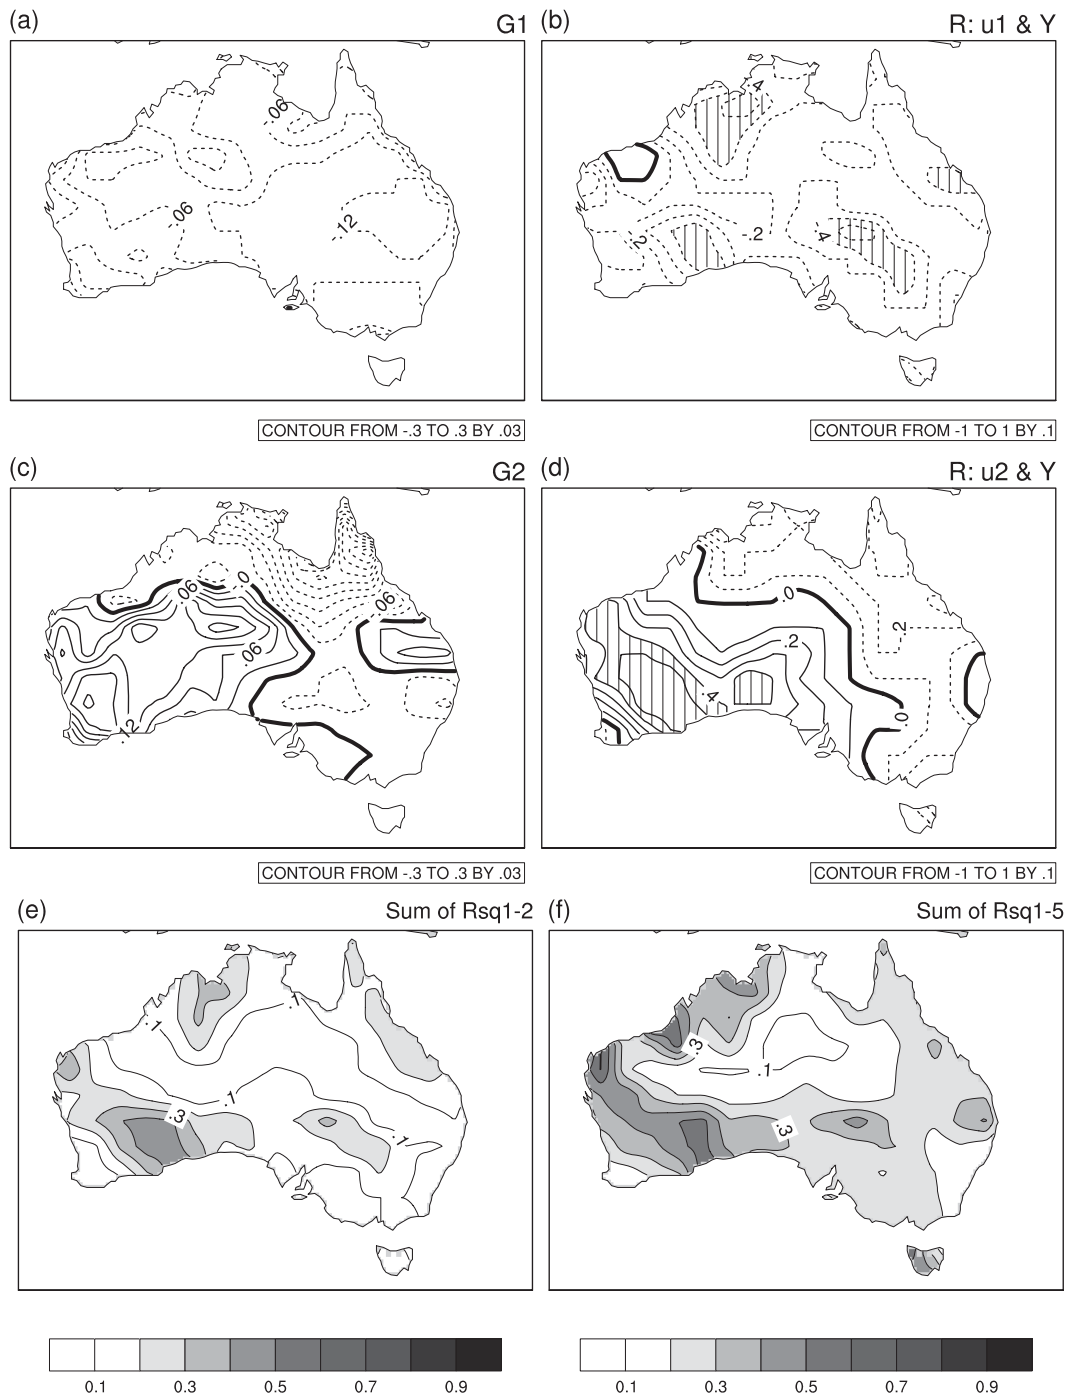 (a) G1
-.06
-.06
-.12
CONTOUR FROM -.3 TO .3 BY .03
(b) R: u1 & Y
.4
-.2
-.2
.4
CONTOUR FROM -1 TO 1 BY .1
(c) G2
.06
0
.06
.06
.12
CONTOUR FROM -.3 TO .3 BY .03
(d) R: u2 & Y
.0
.2
.2
.4
.0
CONTOUR FROM -1 TO 1 BY .1
(e) Sum of Rsq1-2
.1
.1
.1
.3
.1
0.1 0.3 0.5 0.7 0.9
(f) Sum of Rsq1-5
.3
.1
.3
0.1 0.3 0.5 0.7 0.9